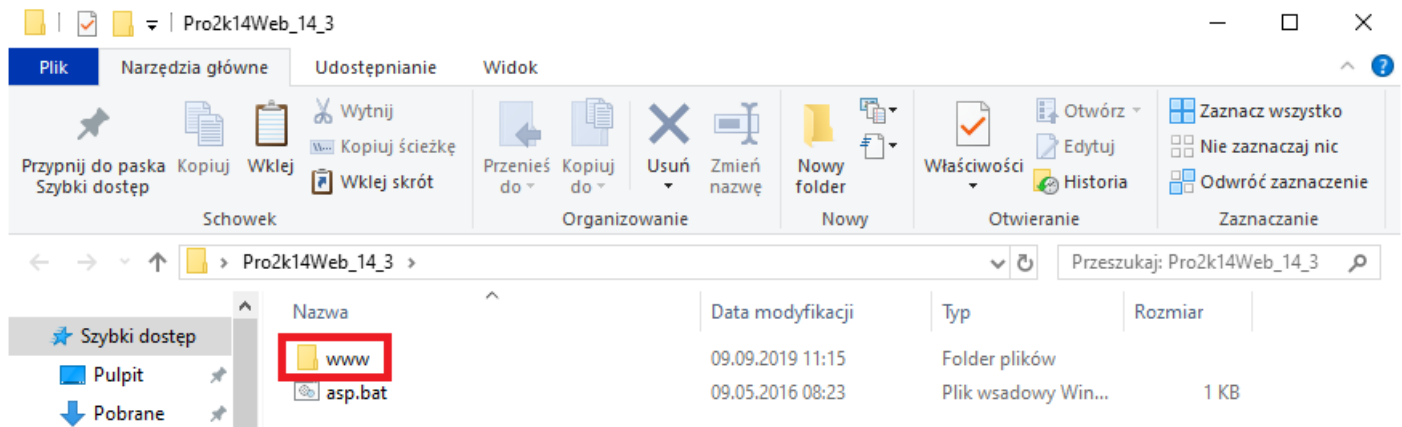 Pro2k14Web_14_3
Plik Narzędzia główne Udostępnianie Widok
Przypnij do paska Szybki dostęp
Kopiuj
Wklej
Wytnij
Kopiuj ścieżkę
Wklej skrót
Przenieś do
Kopiuj do
Usuń
Zmień nazwę
Nowy folder
Właściwości
Otwórz
Edytuj
Historia
Zaznacz wszystko
Nie zaznaczaj nic
Odwróć zaznaczenie
Schowek Organizowanie Nowy Otwieranie Zaznaczanie
Pro2k14Web_14_3 Przeszukaj: Pro2k14Web_14_3
Nazwa Data modyfikacji Typ Rozmiar
Szybki dostęp
www 09.09.2019 11:15 Folder plików
Pulpit
asp.bat 09.05.2016 08:23 Plik wsadowy Win... 1 KB
Pobrane